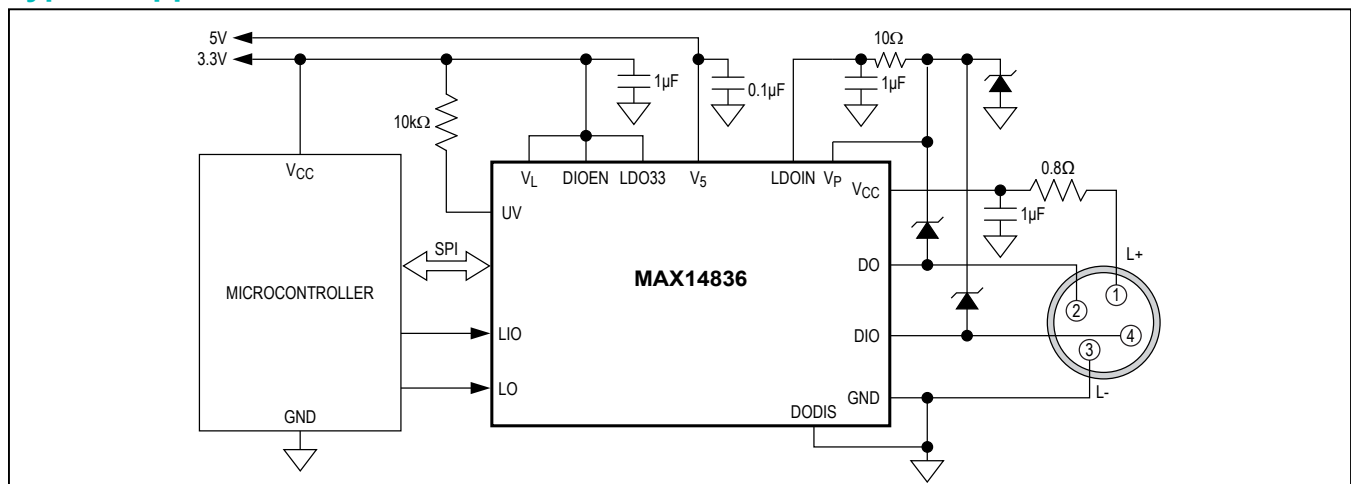 5V
3.3V
10Ω
1µF
0.1µF
1µF
10kΩ
0.8Ω
VCC
VL
DIOEN
LDO33
V5
LDOIN
VP
VCC
1µF
UV
SPI
L+
MAX14836
DO
MICROCONTROLLER
1
2
LIO
DIO
4
3
LO
GND
L-
GND
DODIS